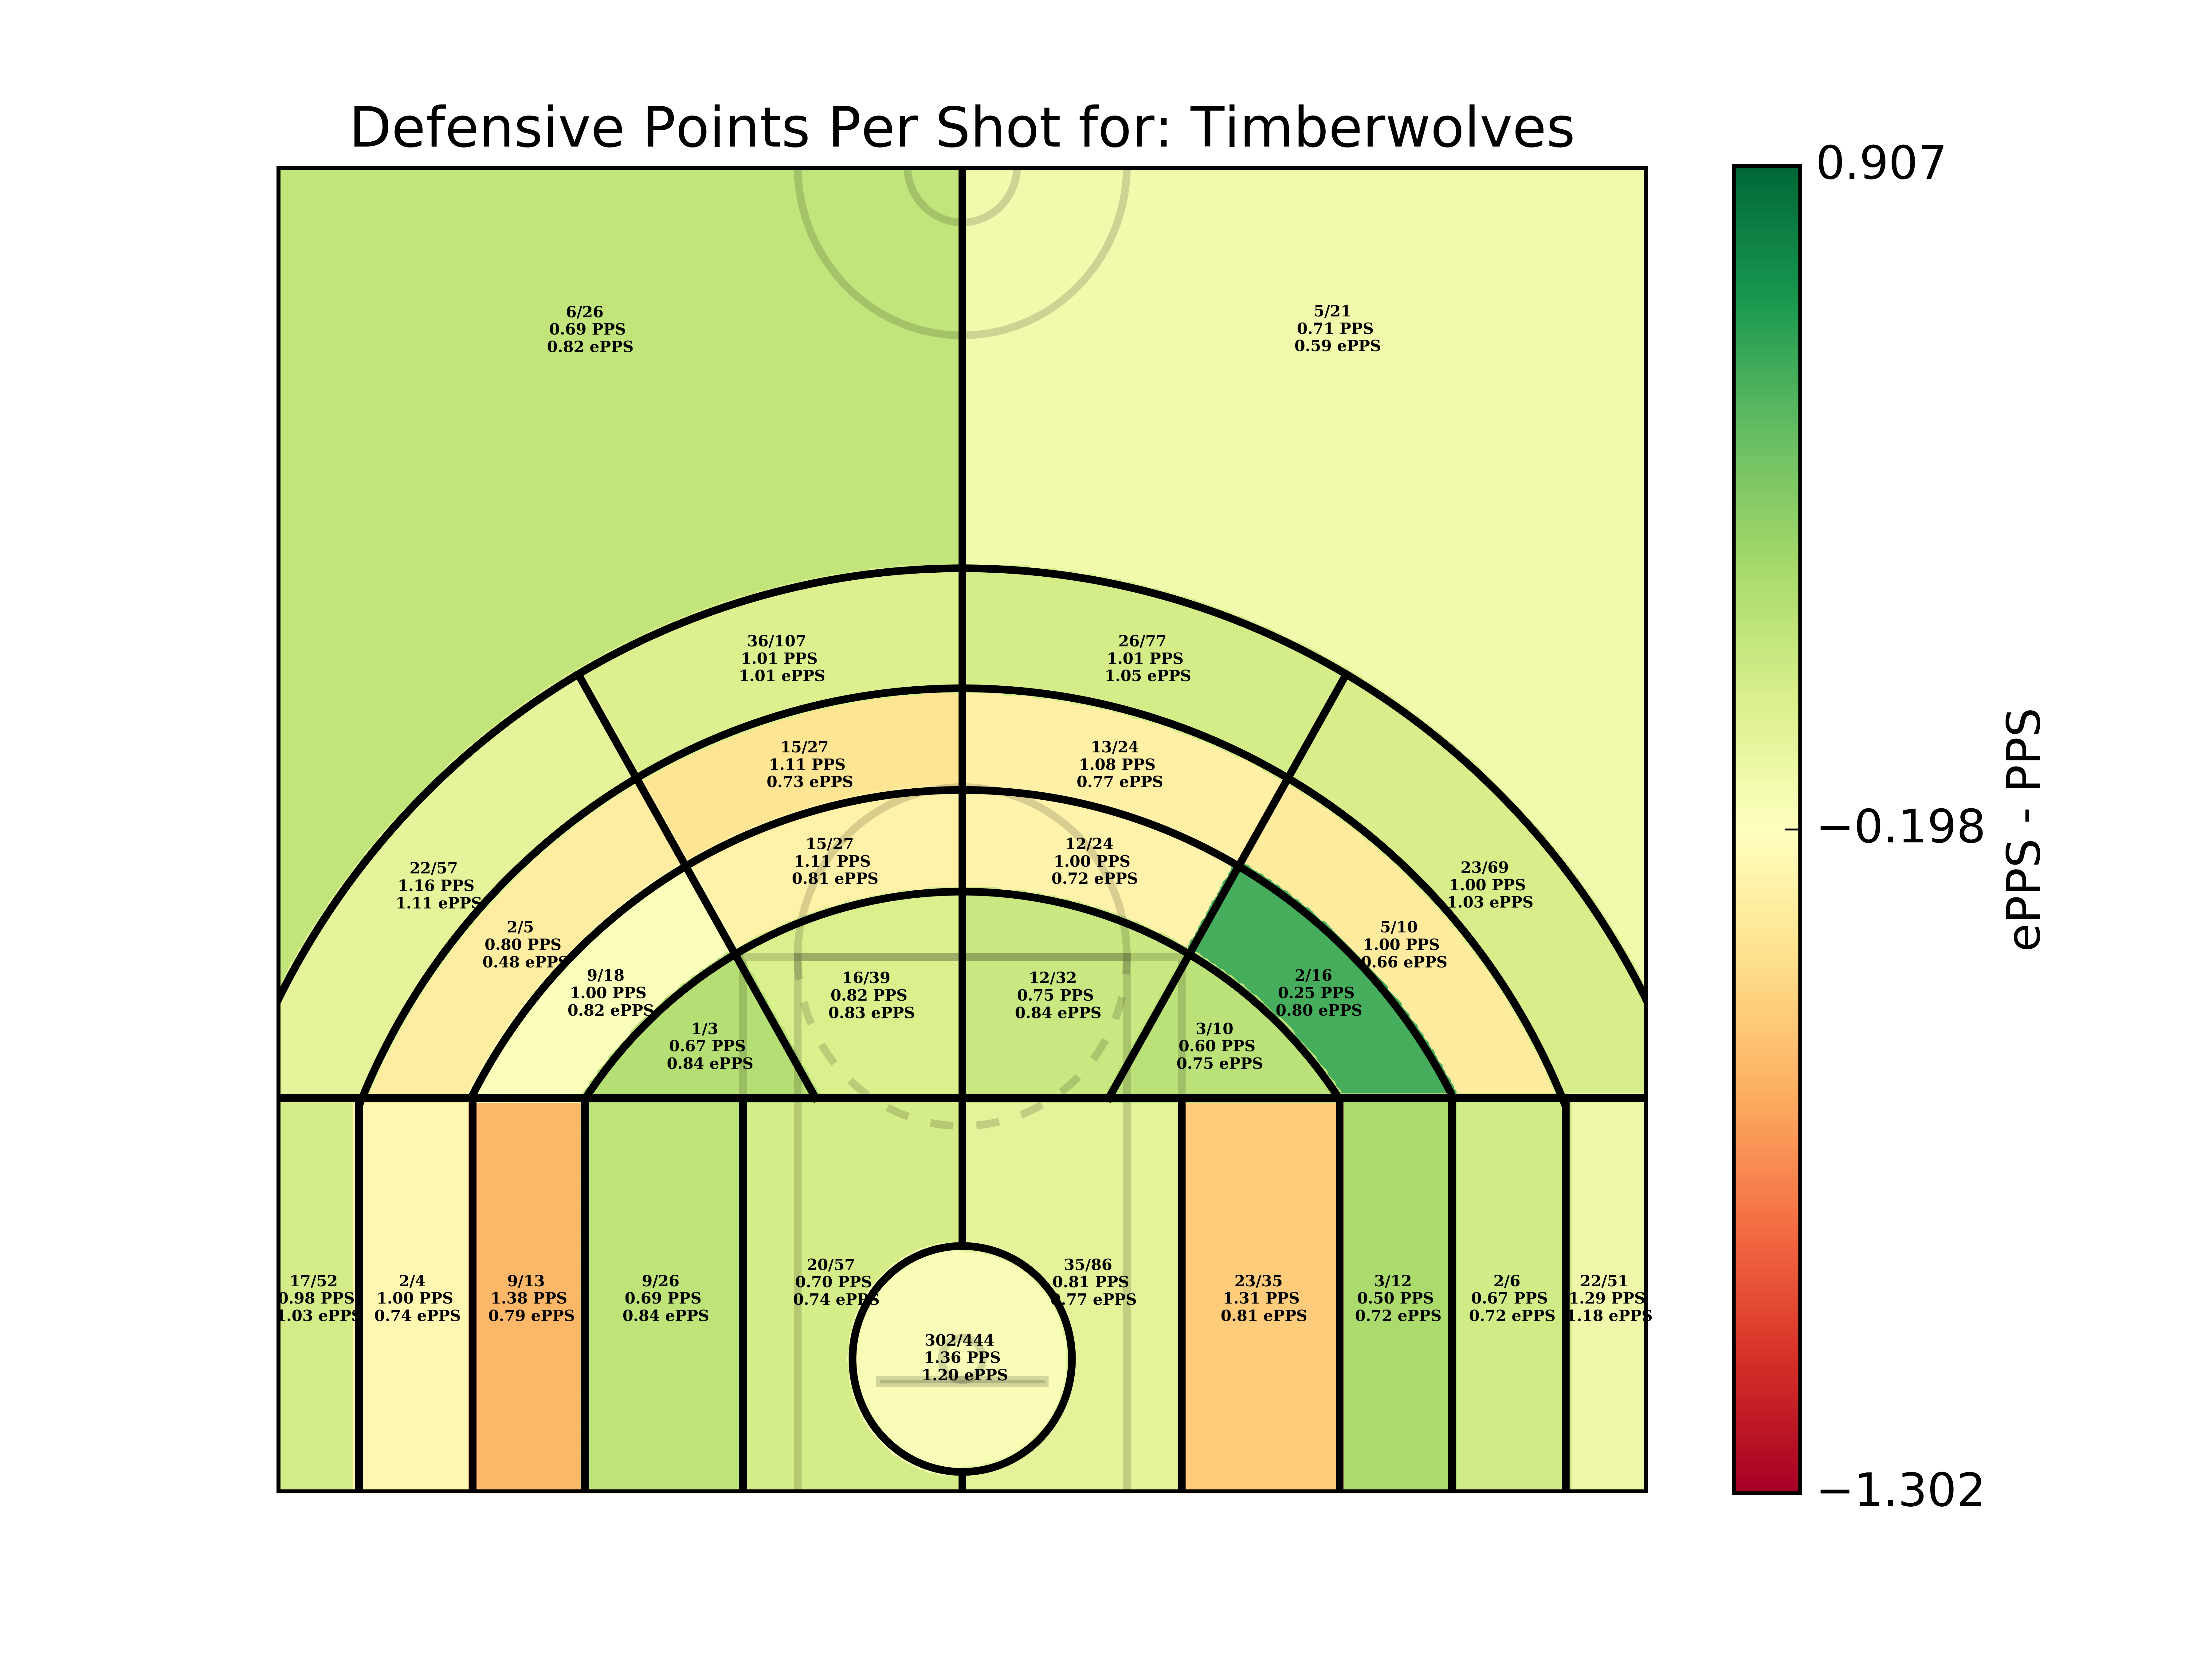 Defensive Points Per Shot for: Timberwolves
0.907
6/26
0.69 PPS
0.82 ePPS
5/21
0.71 PPS
0.59 ePPS
36/107
1.01 PPS
1.01 ePPS
26/77
1.01 PPS
1.05 ePPS
15/27
1.11 PPS
0.73 ePPS
13/24
1.08 PPS
0.77 ePPS
−0.198
ePPS - PPS
15/27
1.11 PPS
0.81 ePPS
12/24
1.00 PPS
0.72 ePPS
22/57
1.16 PPS
1.11 ePPS
23/69
1.00 PPS
1.03 ePPS
2/5
0.80 PPS
0.48 ePPS
5/10
1.00 PPS
0.66 ePPS
9/18
1.00 PPS
0.82 ePPS
16/39
0.82 PPS
0.83 ePPS
12/32
0.75 PPS
0.84 ePPS
2/16
0.25 PPS
0.80 ePPS
1/3
0.67 PPS
0.84 ePPS
3/10
0.60 PPS
0.75 ePPS
17/52
0.98 PPS
1.03 ePPS
2/4
1.00 PPS
0.74 ePPS
9/13
1.38 PPS
0.79 ePPS
9/26
0.69 PPS
0.84 ePPS
20/57
0.70 PPS
0.74 ePPS
35/86
0.81 PPS
0.77 ePPS
23/35
1.31 PPS
0.81 ePPS
3/12
0.50 PPS
0.72 ePPS
2/6
0.67 PPS
0.72 ePPS
22/51
1.29 PPS
1.18 ePPS
302/444
1.36 PPS
1.20 ePPS
−1.302